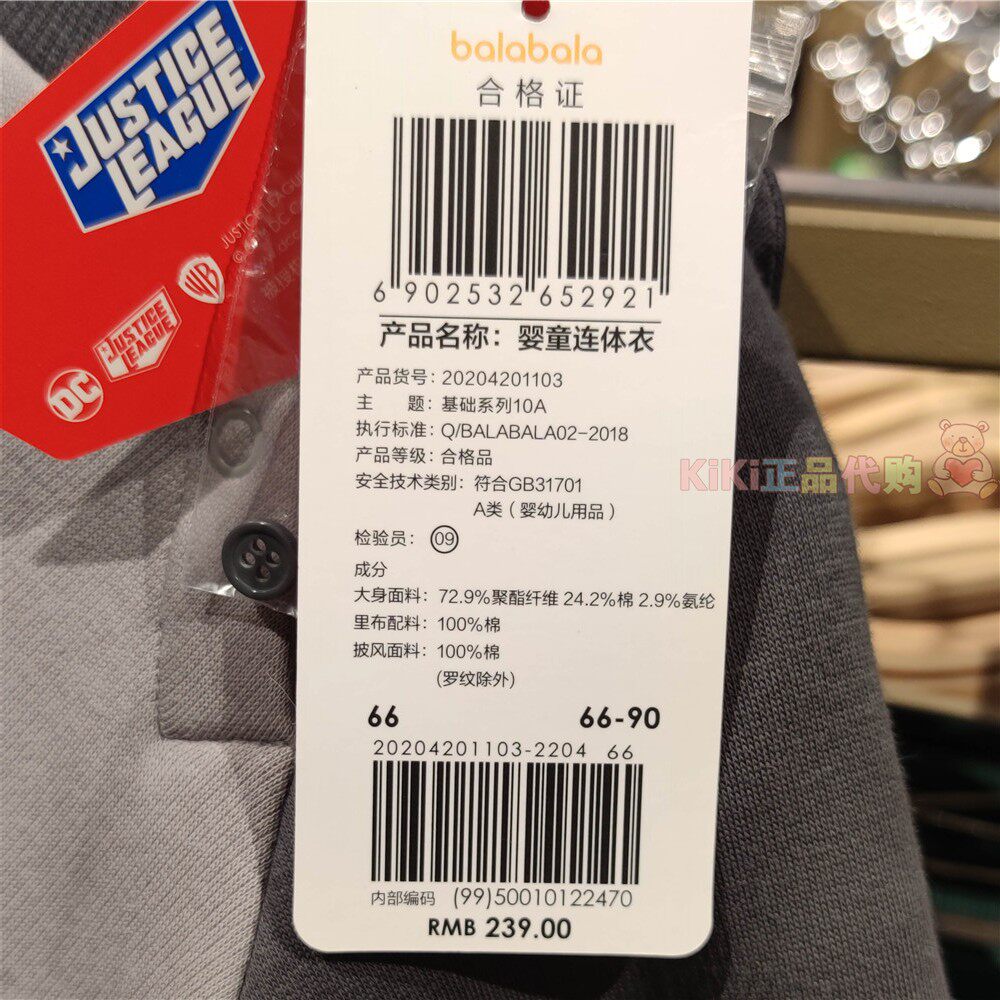 JUSTICE
LEAGUE
JUSTICE
LEAGUE
DC
WB
balabala
合格证
6 902532 652921
产品名称：婴童连体衣
产品货号：20204201103
主 题：基础系列10A
执行标准：Q/BALABALA02-2018
产品等级：合格品
安全技术类别：符合GB31701
A类（婴幼儿用品）
检验员：09
成分
大身面料：72.9%聚酯纤维 24.2%棉 2.9%氨纶
里布配料：100%棉
披风面料：100%棉
(罗纹除外)
66 66-90
20204201103-2204 66
内部编码 (99)50010122470
RMB 239.00
KiKi正品代购